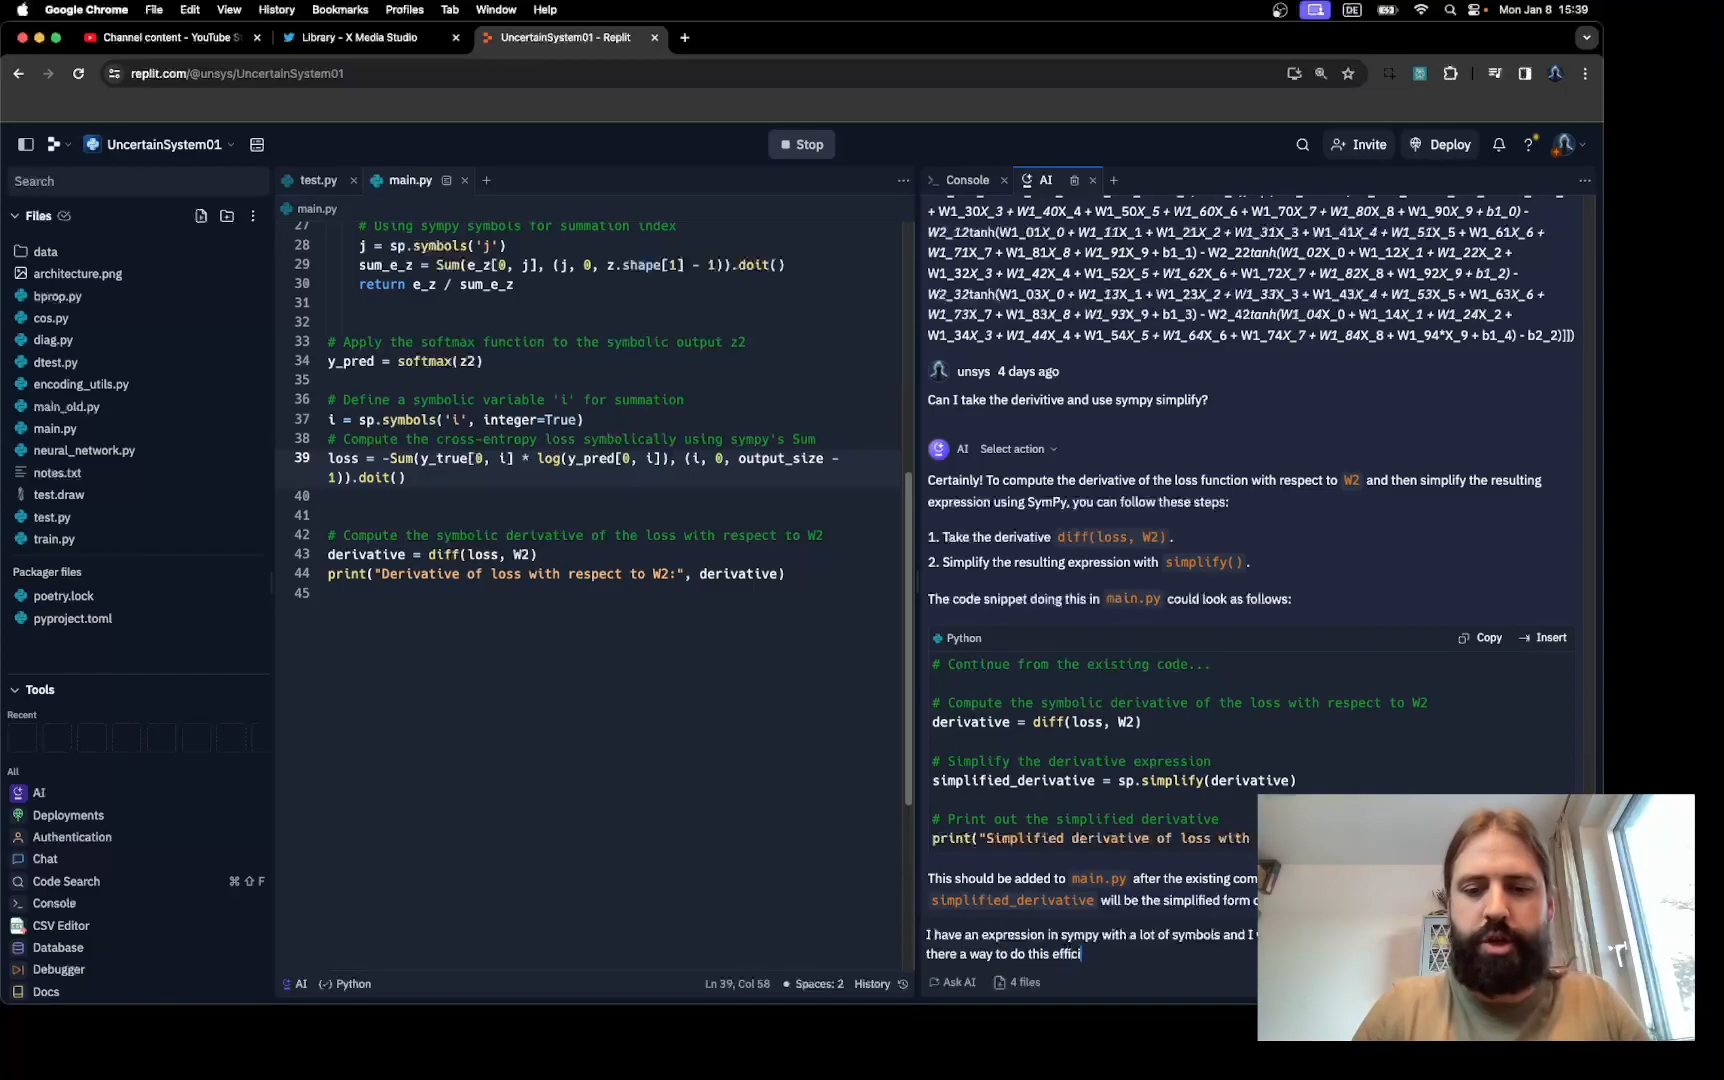 Google Chrome File Edit View History Bookmarks Profiles Tab Window Help
DE Mon Jan 8 15:39
Channel content - YouTube S
Library - X Media Studio
UncertainSystem01 - Replit
replit.com/@unsys/UncertainSystem01
UncertainSystem01
Stop
Invite
Deploy
Search
Files
data
architecture.png
bprop.py
cos.py
diag.py
dtest.py
encoding_utils.py
main_old.py
main.py
neural_network.py
notes.txt
test.draw
test.py
train.py
Packager files
poetry.lock
pyproject.toml
Tools
Recent
All
AI
Deployments
Authentication
Chat
Code Search ⌘ ⇧ F
Console
CSV Editor
Database
Debugger
Docs
test.py
main.py
main.py
27 # Using sympy symbols for summation index
28 j = sp.symbols('j')
29 sum_e_z = Sum(e_z[0, j], (j, 0, z.shape[1] - 1)).doit()
30 return e_z / sum_e_z
31
32
33 # Apply the softmax function to the symbolic output z2
34 y_pred = softmax(z2)
35
36 # Define a symbolic variable 'i' for summation
37 i = sp.symbols('i', integer=True)
38 # Compute the cross-entropy loss symbolically using sympy's Sum
39 loss = -Sum(y_true[0, i] * log(y_pred[0, i]), (i, 0, output_size -
1)).doit()
40
41
42 # Compute the symbolic derivative of the loss with respect to W2
43 derivative = diff(loss, W2)
44 print("Derivative of loss with respect to W2:", derivative)
45
AI Python
Ln 39, Col 58 Spaces: 2 History
Console
AI
+ W1_30X_3 + W1_40X_4 + W1_50X_5 + W1_60X_6 + W1_70X_7 + W1_80X_8 + W1_90X_9 + b1_0) -
W2_12tanh(W1_01X_0 + W1_11X_1 + W1_21X_2 + W1_31X_3 + W1_41X_4 + W1_51X_5 + W1_61X_6 +
W1_71X_7 + W1_81X_8 + W1_91X_9 + b1_1) - W2_22tanh(W1_02X_0 + W1_12X_1 + W1_22X_2 +
W1_32X_3 + W1_42X_4 + W1_52X_5 + W1_62X_6 + W1_72X_7 + W1_82X_8 + W1_92X_9 + b1_2) -
W2_32tanh(W1_03X_0 + W1_13X_1 + W1_23X_2 + W1_33X_3 + W1_43X_4 + W1_53X_5 + W1_63X_6 +
W1_73X_7 + W1_83X_8 + W1_93X_9 + b1_3) - W2_42tanh(W1_04X_0 + W1_14X_1 + W1_24X_2 +
W1_34X_3 + W1_44X_4 + W1_54X_5 + W1_64X_6 + W1_74X_7 + W1_84X_8 + W1_94*X_9 + b1_4) - b2_2)]])
unsys 4 days ago
Can I take the derivitive and use sympy simplify?
AI Select action
Certainly! To compute the derivative of the loss function with respect to W2 and then simplify the resulting
expression using SymPy, you can follow these steps:
1. Take the derivative diff(loss, W2).
2. Simplify the resulting expression with simplify().
The code snippet doing this in main.py could look as follows:
Python Copy Insert
# Continue from the existing code...
# Compute the symbolic derivative of the loss with respect to W2
derivative = diff(loss, W2)
# Simplify the derivative expression
simplified_derivative = sp.simplify(derivative)
# Print out the simplified derivative
print("Simplified derivative of loss with
This should be added to main.py after the existing com
simplified_derivative will be the simplified form
I have an expression in sympy with a lot of symbols and I
there a way to do this effici
Ask AI 4 files